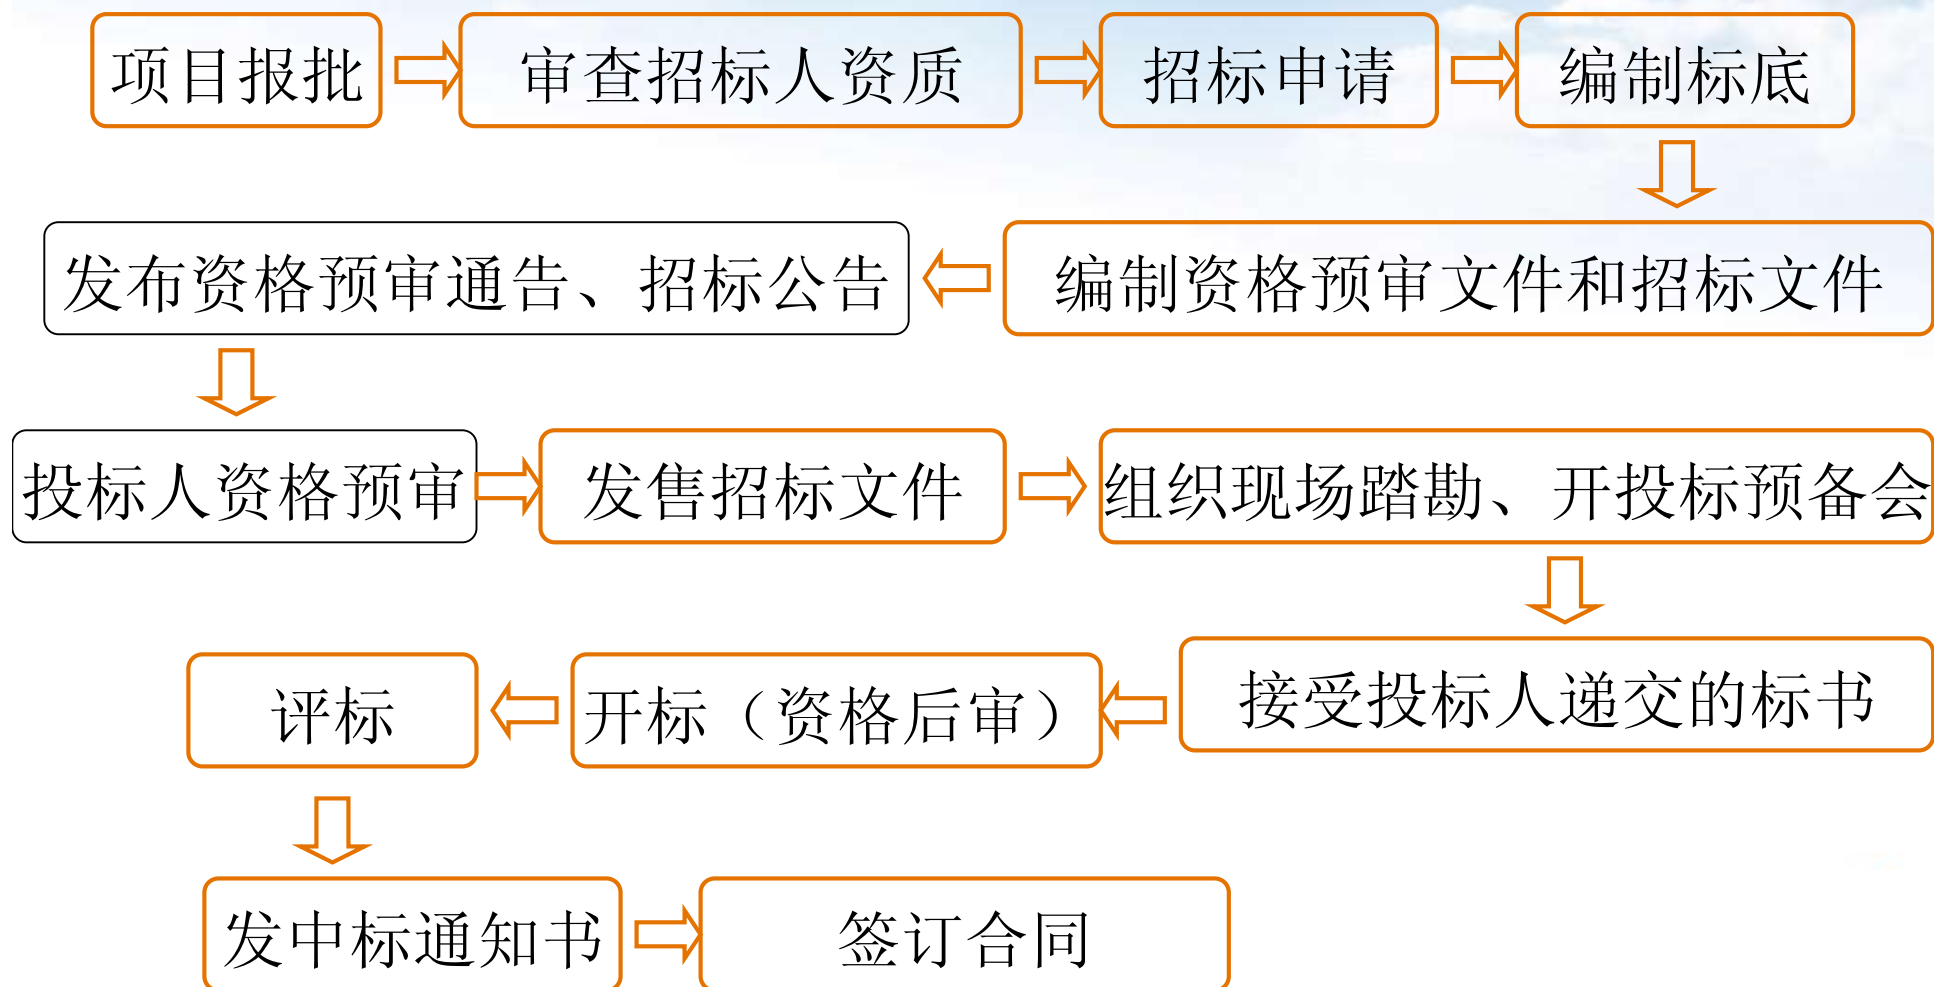 项目报批
审查招标人资质
招标申请
编制标底
编制资格预审文件和招标文件
发布资格预审通告、招标公告
投标人资格预审
发售招标文件
组织现场踏勘、开投标预备会
接受投标人递交的标书
开标（资格后审）
评标
发中标通知书
签订合同